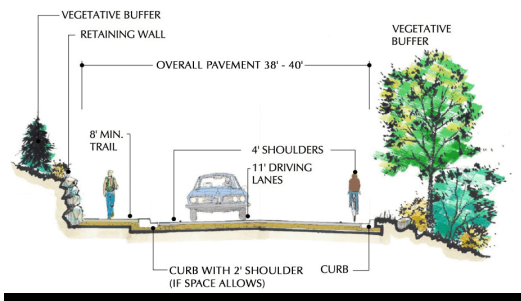 VEGETATIVE BUFFER
RETAINING WALL
VEGETATIVE
BUFFER
OVERALL PAVEMENT 38' - 40'
8' MIN.
TRAIL
4' SHOULDERS
11' DRIVING
LANES
CURB WITH 2' SHOULDER
(IF SPACE ALLOWS)
CURB